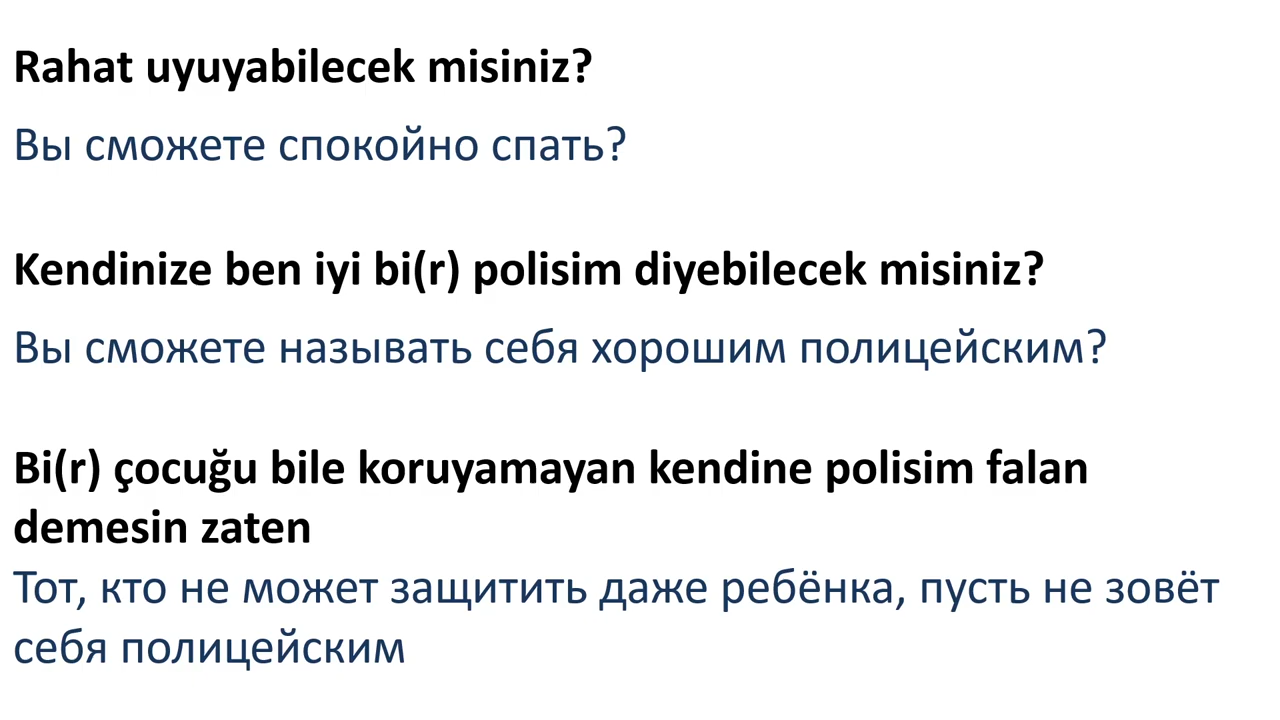 Rahat uyuyabilecek misiniz?
Вы сможете спокойно спать?
Kendinize ben iyi bi(r) polisim diyebilecek misiniz?
Вы сможете называть себя хорошим полицейским?
Bi(r) çocuğu bile koruyamayan kendine polisim falan
demesin zaten
Тот, кто не может защитить даже ребёнка, пусть не зовёт
себя полицейским